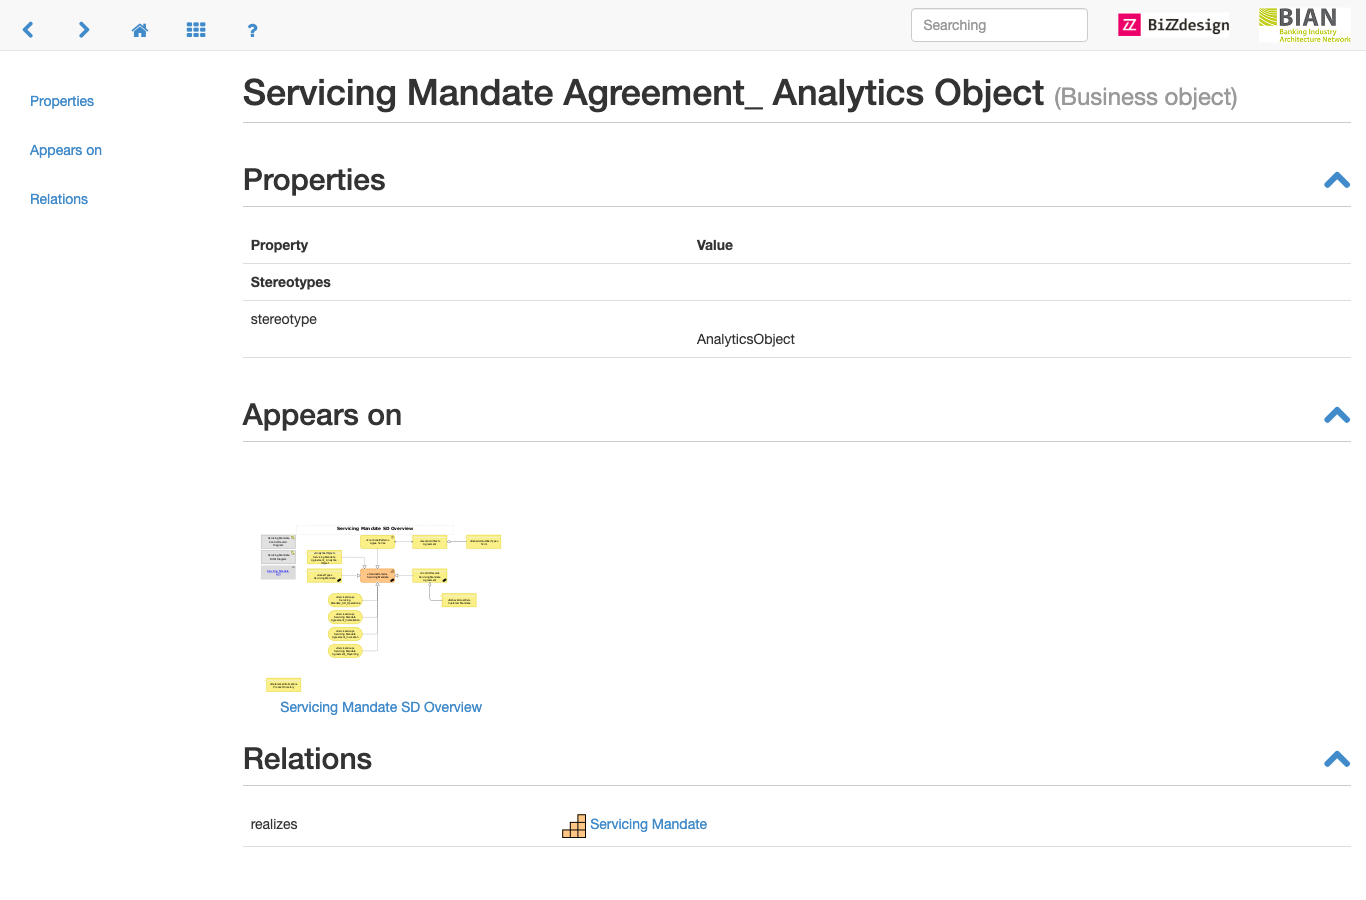 Searching
BiZZdesign
BIAN
Banking Industry
Architecture Network
Properties
Appears on
Relations
Servicing Mandate Agreement_ Analytics Object (Business object)
Properties
Property Value
Stereotypes
stereotype
AnalyticsObject
Appears on
Servicing Mandate SD Overview
Servicing Mandate SD Overview
Relations
realizes Servicing Mandate